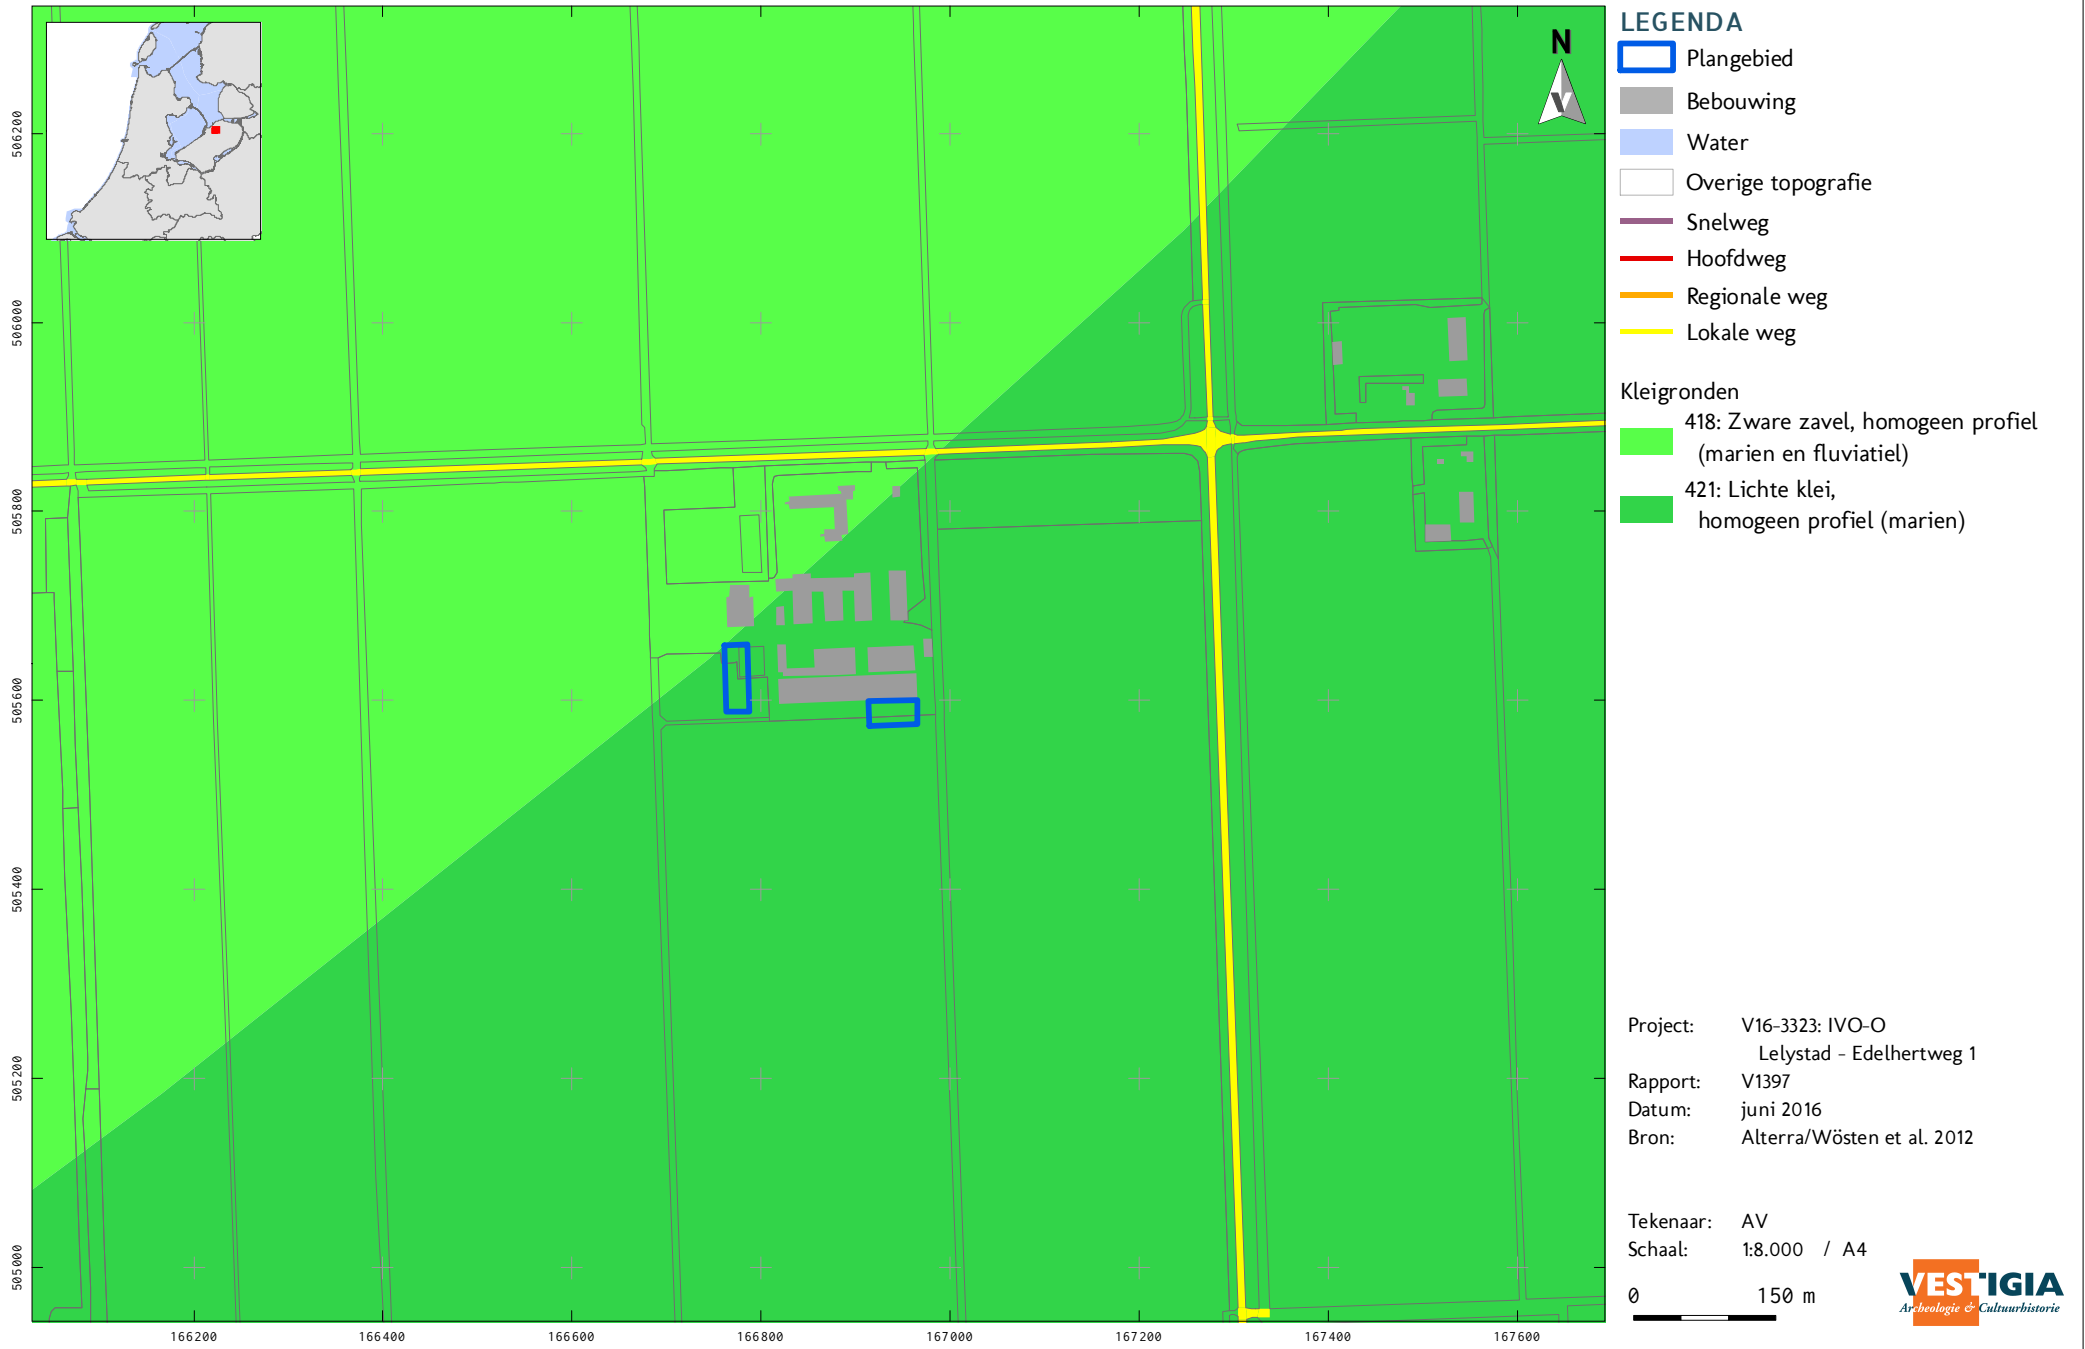 LEGENDA
Plangebied
Bebouwing
Water
Overige topografie
Snelweg
Hoofdweg
Regionale weg
Lokale weg
Kleigronden
418: Zware zavel, homogeen profiel
(marien en fluviatiel)
421: Lichte klei,
homogeen profiel (marien)
Project: V16-3323: IVO-O
Lelystad - Edelhertweg 1
Rapport: V1397
Datum: juni 2016
Bron: Alterra/Wösten et al. 2012
Tekenaar: AV
Schaal: 1:8.000 / A4
0 150 m
VESTIGIA
Archeologie & Cultuurhistorie
N
V
506200
506000
505800
505600
505400
505200
505000
166200 166400 166600 166800 167000 167200 167400 167600